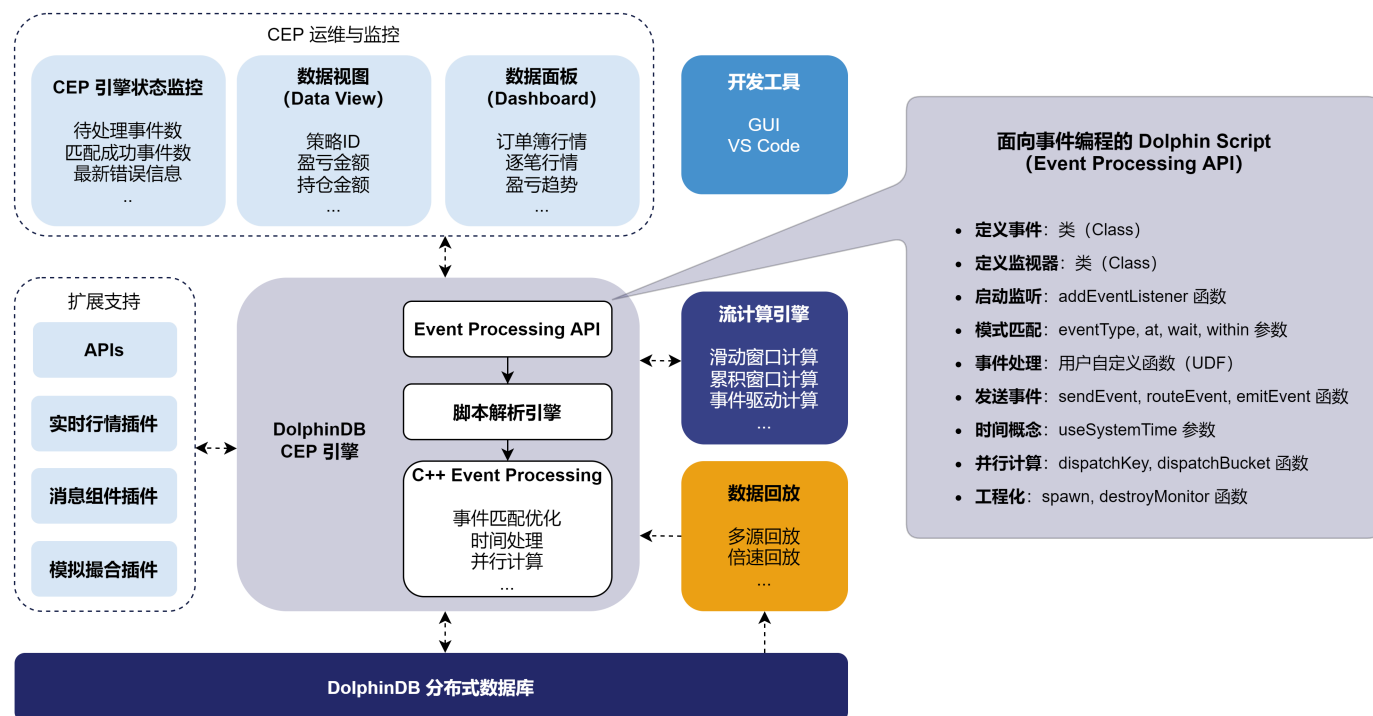 CEP 运维与监控
CEP 引擎状态监控
待处理事件数
匹配成功事件数
最新错误信息
..
数据视图
（Data View）
策略ID
盈亏金额
持仓金额
...
数据面板
（Dashboard）
订单簿行情
逐笔行情
盈亏趋势
...
开发工具
GUI
VS Code
面向事件编程的 Dolphin Script
（Event Processing API）
• 定义事件：类（Class）
• 定义监视器：类（Class）
• 启动监听：addEventListener 函数
• 模式匹配：eventType, at, wait, within 参数
• 事件处理：用户自定义函数（UDF）
• 发送事件：sendEvent, routeEvent, emitEvent 函数
• 时间概念：useSystemTime 参数
• 并行计算：dispatchKey, dispatchBucket 函数
• 工程化：spawn, destroyMonitor 函数
扩展支持
APIs
实时行情插件
消息组件插件
模拟撮合插件
DolphinDB
CEP 引擎
Event Processing API
脚本解析引擎
C++ Event Processing
事件匹配优化
时间处理
并行计算
...
流计算引擎
滑动窗口计算
累积窗口计算
事件驱动计算
...
数据回放
多源回放
倍速回放
...
DolphinDB 分布式数据库